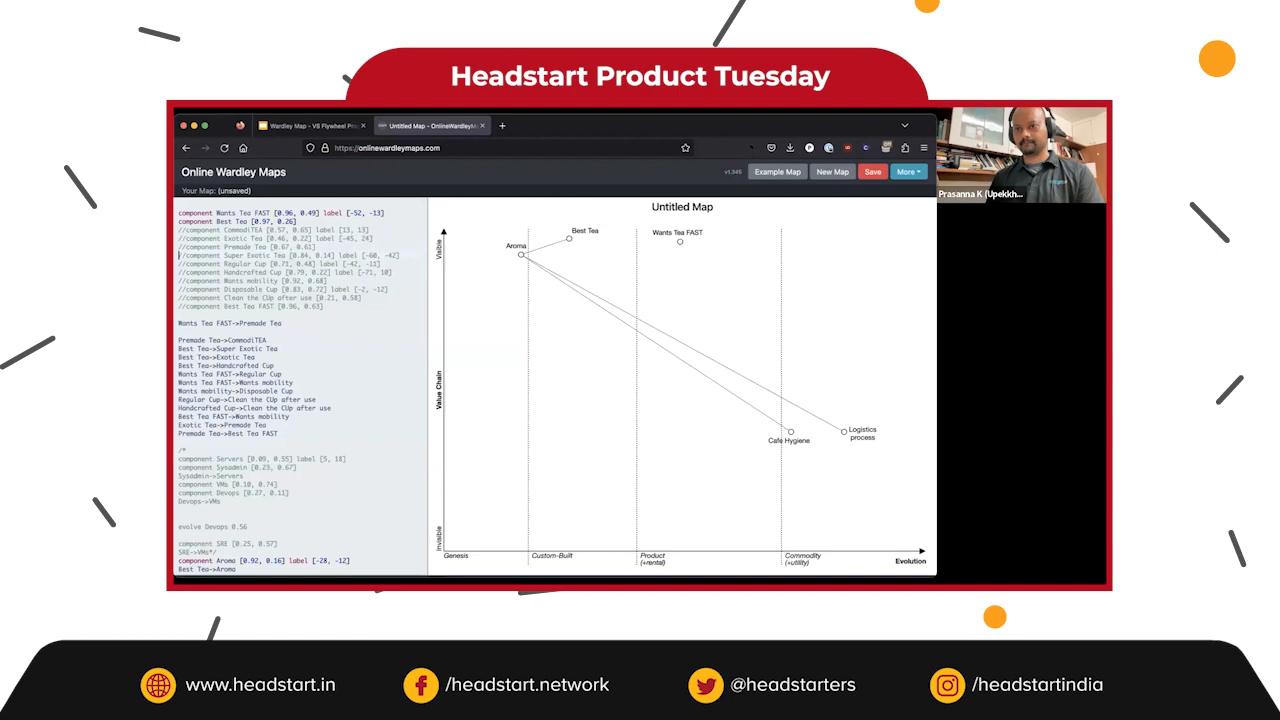 Headstart Product Tuesday
Wardley Map - VS Flywheel Pro
Untitled Map - OnlineWardleyM
https://onlinewardleymaps.com
Online Wardley Maps
v1.345
Example Map
New Map
Save
More
Your Map: (unsaved)
component Wants Tea FAST [0.96, 0.49] label [-52, -13]
component Best Tea [0.97, 0.26]
//component CommodiTEA [0.57, 0.65] label [13, 13]
//component Exotic Tea [0.46, 0.22] label [-45, 24]
//component Premade Tea [0.67, 0.61]
//component Super Exotic Tea [0.84, 0.14] label [-60, -42]
//component Regular Cup [0.71, 0.48] label [-42, -11]
//component Handcrafted Cup [0.79, 0.22] label [-71, 10]
//component Wants mobility [0.92, 0.68]
//component Disposable Cup [0.83, 0.72] label [-2, -12]
//component Clean the CUp after use [0.21, 0.58]
//component Best Tea FAST [0.96, 0.63]
Wants Tea FAST->Premade Tea
Premade Tea->CommodiTEA
Best Tea->Super Exotic Tea
Best Tea->Exotic Tea
Best Tea->Handcrafted Cup
Wants Tea FAST->Regular Cup
Wants Tea FAST->Wants mobility
Wants mobility->Disposable Cup
Regular Cup->Clean the CUp after use
Handcrafted Cup->Clean the CUp after use
Best Tea FAST->Wants mobility
Exotic Tea->Premade Tea
Premade Tea->Best Tea FAST
/*
component Servers [0.09, 0.55] label [5, 18]
component Sysadmin [0.23, 0.67]
Sysadmin->Servers
component VMs [0.10, 0.74]
component Devops [0.27, 0.11]
Devops->VMs
evolve Devops 0.56
component SRE [0.25, 0.57]
SRE->VMs*/
component Aroma [0.92, 0.16] label [-28, -12]
Best Tea->Aroma
Untitled Map
Visible
Value Chain
Invisible
Aroma
Best Tea
Wants Tea FAST
Cafe Hygiene
Logistics
process
Genesis
Custom-Built
Product
(+rental)
Commodity
(+utility)
Evolution
Prasanna K (Upekkh...
www.headstart.in
/headstart.network
@headstarters
/headstartindia